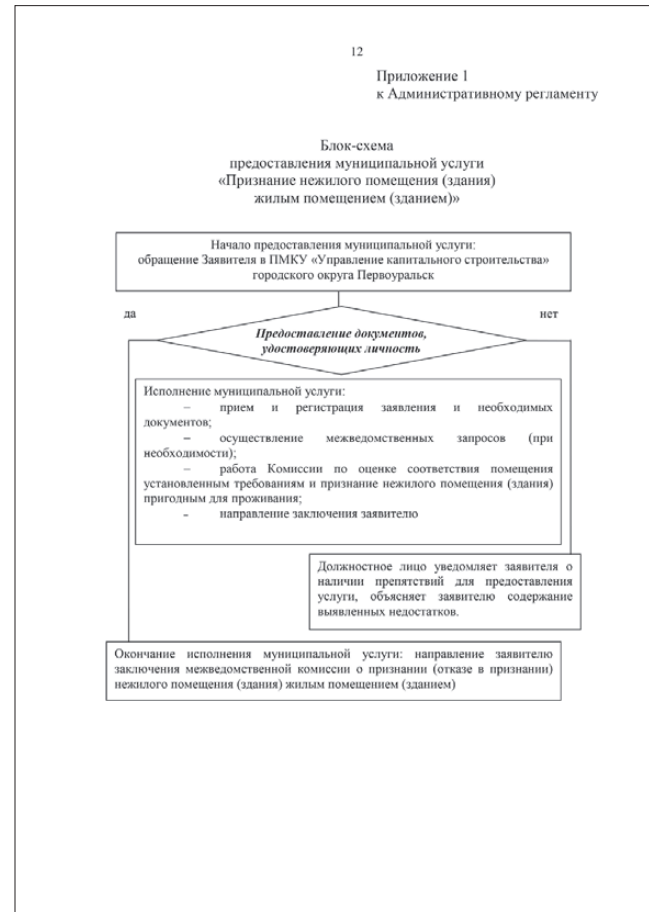 12
Приложение 1
к Административному регламенту
Блок-схема
предоставления муниципальной услуги
«Признание нежилого помещения (здания)
жилым помещением (зданием)»
Начало предоставления муниципальной услуги:
обращение Заявителя в ПМКУ «Управление капитального строительства»
городского округа Первоуральск
да
нет
Предоставление документов,
удостоверяющих личность
Исполнение муниципальной услуги:
– прием и регистрация заявления и необходимых
документов;
– осуществление межведомственных запросов (при
необходимости);
– работа Комиссии по оценке соответствия помещения
установленным требованиям и признание нежилого помещения (здания)
пригодным для проживания;
- направление заключения заявителю
Должностное лицо уведомляет заявителя о
наличии препятствий для предоставления
услуги, объясняет заявителю содержание
выявленных недостатков.
Окончание исполнения муниципальной услуги: направление заявителю
заключения межведомственной комиссии о признании (отказе в признании)
нежилого помещения (здания) жилым помещением (зданием)